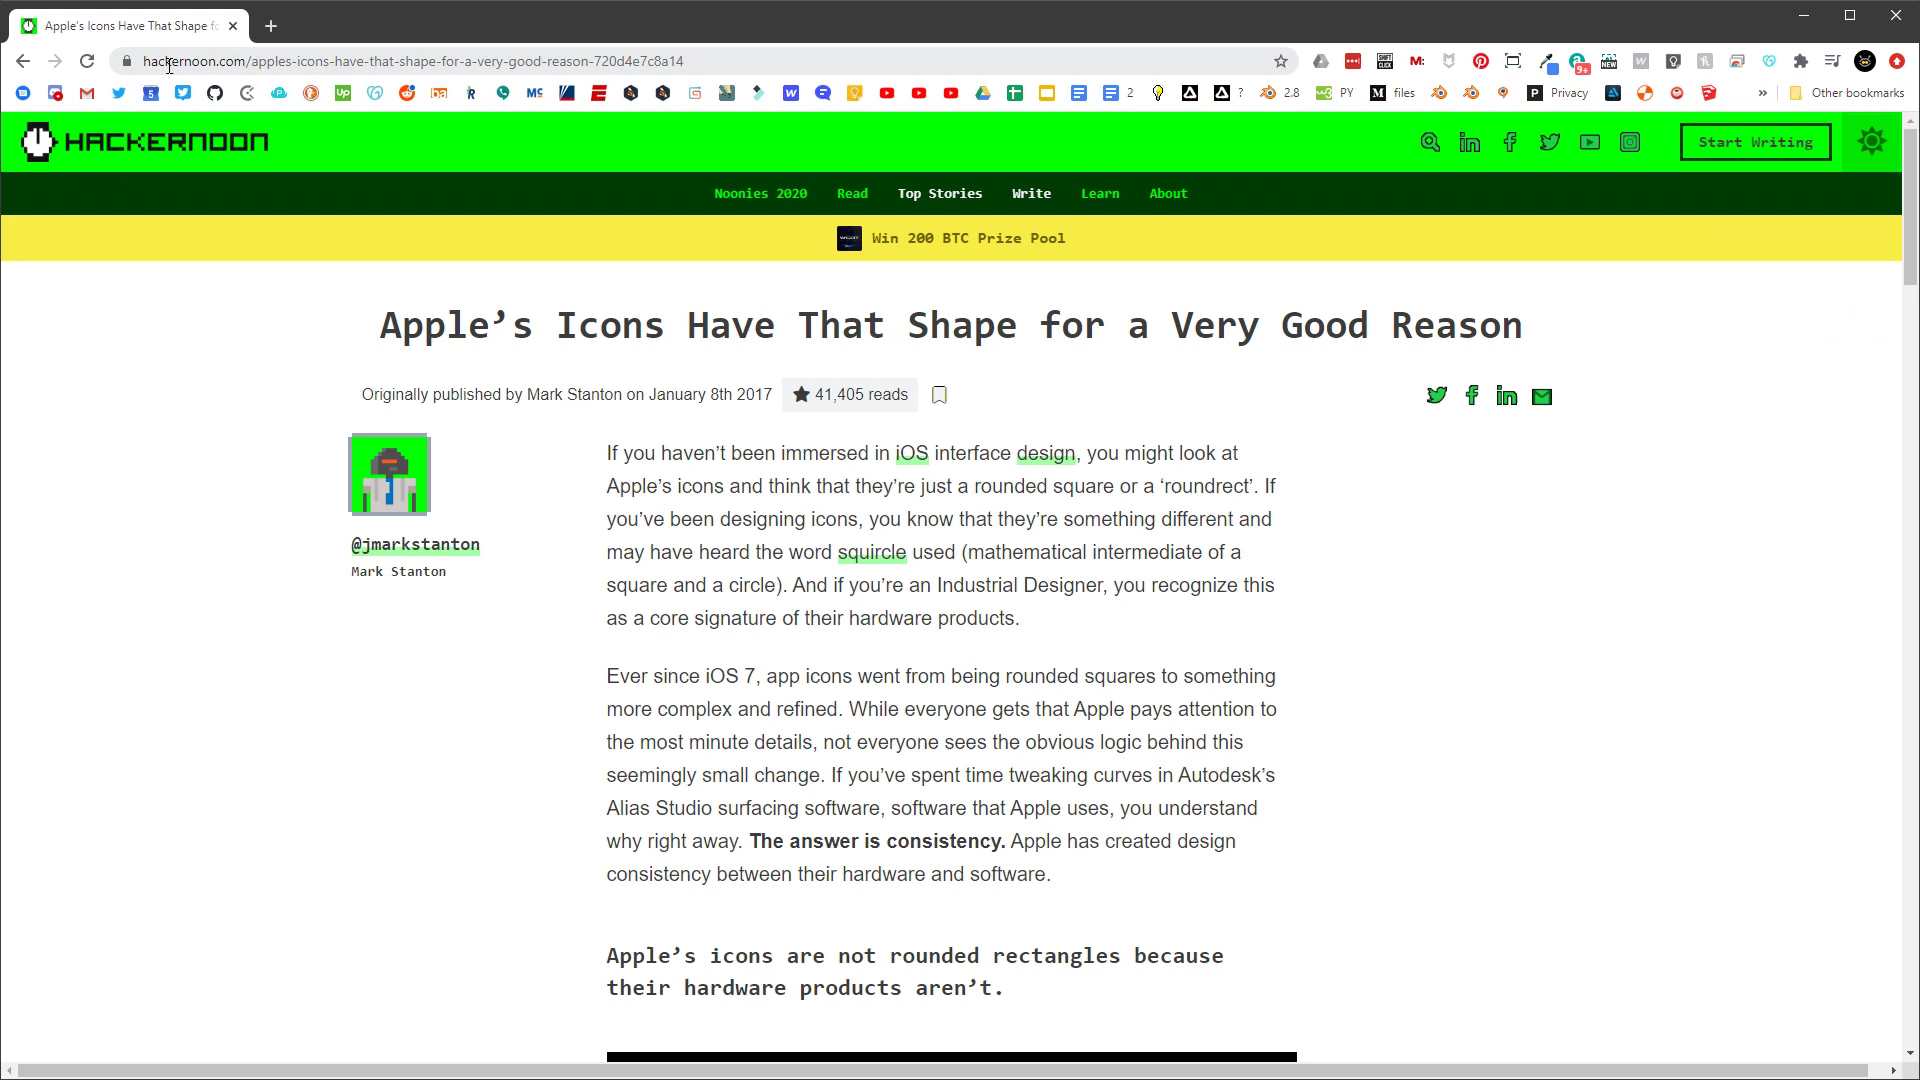 Apple's Icons Have That Shape fo
hackernoon.com/apples-icons-have-that-shape-for-a-very-good-reason-720d4e7c8a14
2
?
2.8
PY
files
Privacy
Other bookmarks
HACKERNOON
Start Writing
Noonies 2020
Read
Top Stories
Write
Learn
About
Win 200 BTC Prize Pool
Apple’s Icons Have That Shape for a Very Good Reason
Originally published by Mark Stanton on January 8th 2017
41,405 reads
@jmarkstanton
Mark Stanton
If you haven’t been immersed in iOS interface design, you might look at
Apple’s icons and think that they’re just a rounded square or a ‘roundrect’. If
you’ve been designing icons, you know that they’re something different and
may have heard the word squircle used (mathematical intermediate of a
square and a circle). And if you’re an Industrial Designer, you recognize this
as a core signature of their hardware products.
Ever since iOS 7, app icons went from being rounded squares to something
more complex and refined. While everyone gets that Apple pays attention to
the most minute details, not everyone sees the obvious logic behind this
seemingly small change. If you’ve spent time tweaking curves in Autodesk’s
Alias Studio surfacing software, software that Apple uses, you understand
why right away. The answer is consistency. Apple has created design
consistency between their hardware and software.
Apple’s icons are not rounded rectangles because
their hardware products aren’t.